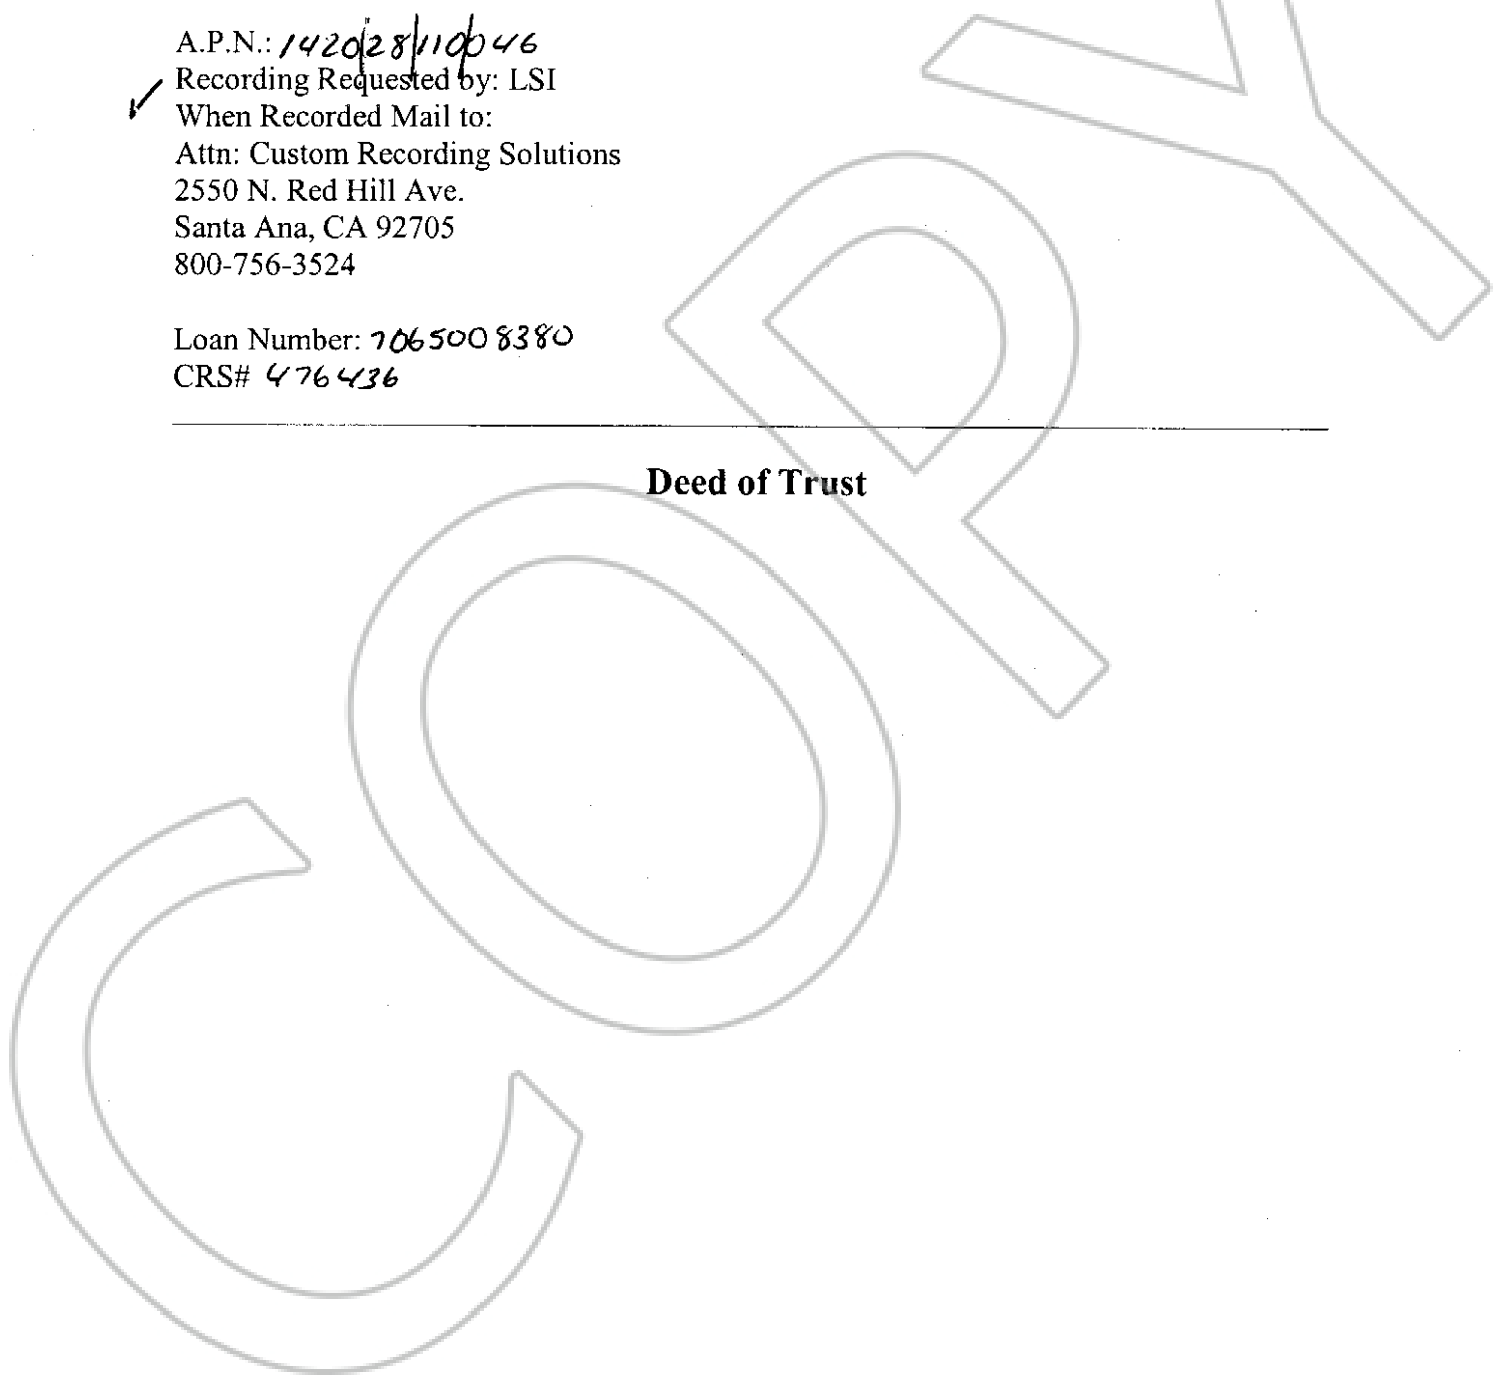 A.P.N.: 1420|28|110|046
Recording Requested by: LSI
When Recorded Mail to:
Attn: Custom Recording Solutions
2550 N. Red Hill Ave.
Santa Ana, CA 92705
800-756-3524
Loan Number: 7065008380
CRS# 476436
Deed of Trust
COPY